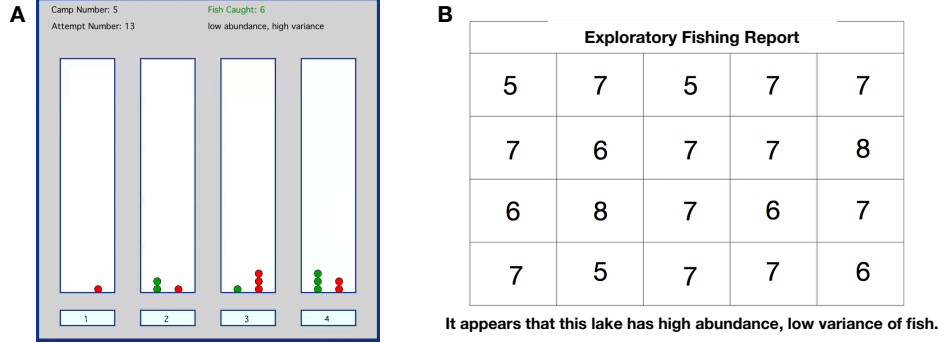 A
Camp Number: 5
Fish Caught: 6
Attempt Number: 13
low abundance, high variance
1
2
3
4
B
Exploratory Fishing Report
5 7 5 7 7
7 6 7 7 8
6 8 7 6 7
7 5 7 7 6
It appears that this lake has high abundance, low variance of fish.